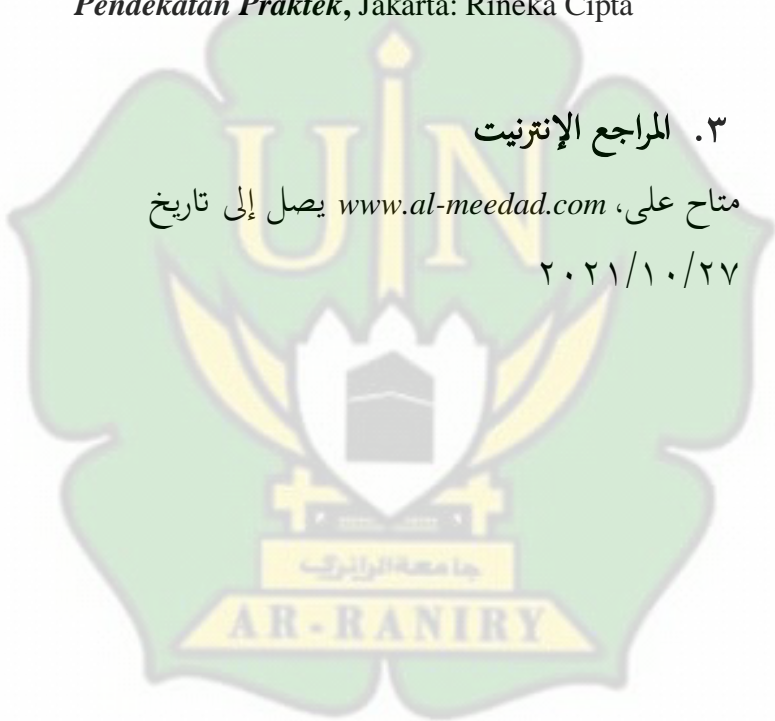 Pendekatan Praktek, Jakarta: Rineka Cipta
٣. المراجع الإنترنيت
متاح على، www.al-meedad.com يصل إلى تاريخ
٢٠٢١/١٠/٢٧
UIN
جامعة الرانري
AR-RANIRY